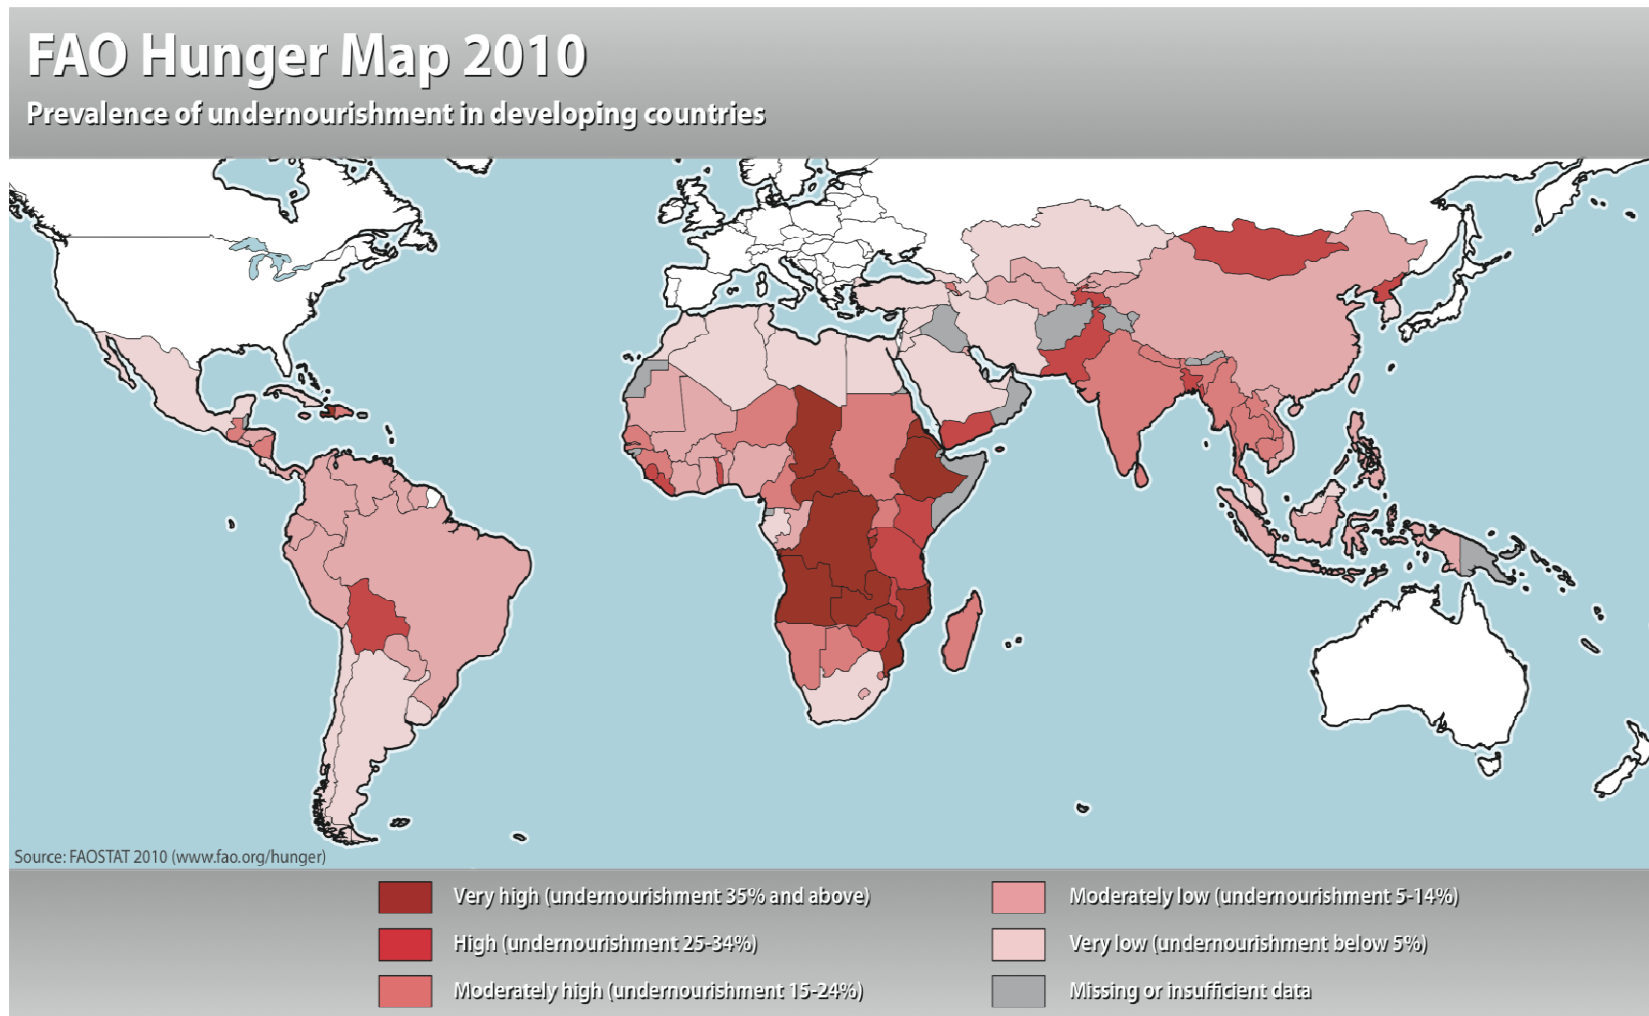 FAO Hunger Map 2010
Prevalence of undernourishment in developing countries
Source: FAOSTAT 2010 (www.fao.org/hunger)
Very high (undernourishment 35% and above)
High (undernourishment 25-34%)
Moderately high (undernourishment 15-24%)
Moderately low (undernourishment 5-14%)
Very low (undernourishment below 5%)
Missing or insufficient data